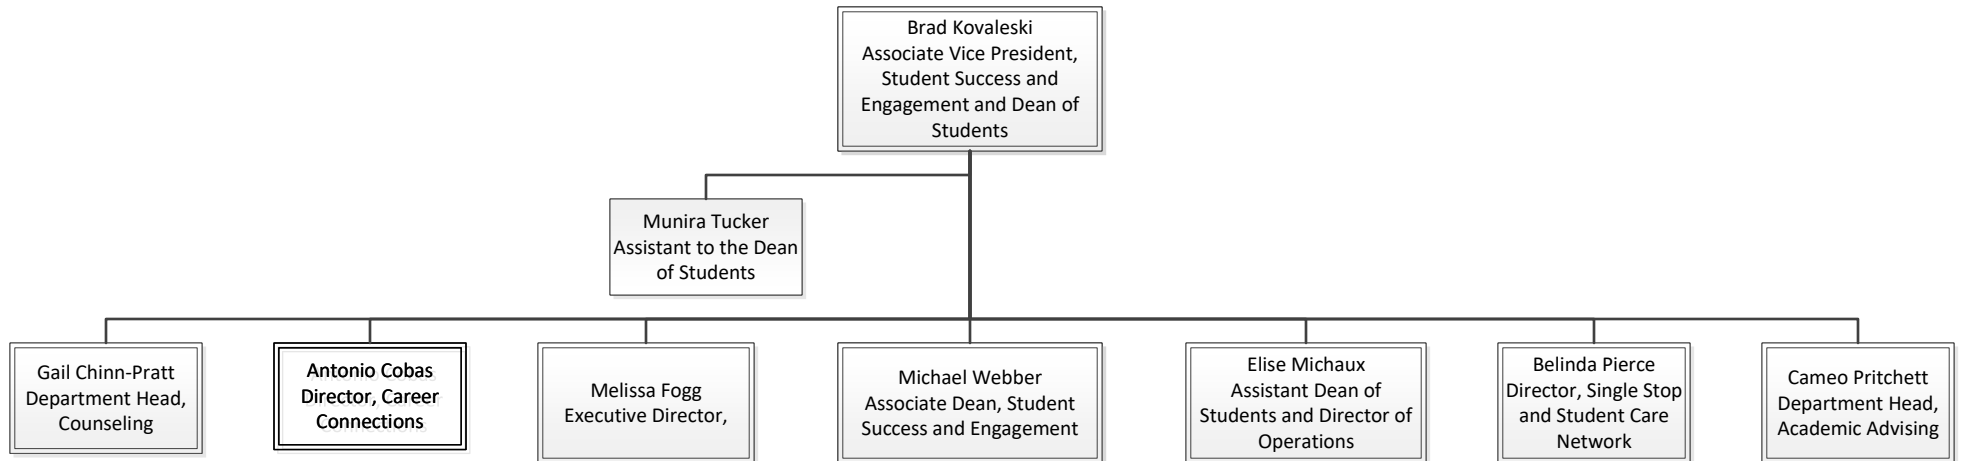 Brad Kovaleski
Associate Vice President,
Student Success and
Engagement and Dean of
Students
Munira Tucker
Assistant to the Dean
of Students
Gail Chinn-Pratt
Department Head,
Counseling
Antonio Cobas
Director, Career
Connections
Melissa Fogg
Executive Director,
Michael Webber
Associate Dean, Student
Success and Engagement
Elise Michaux
Assistant Dean of
Students and Director of
Operations
Belinda Pierce
Director, Single Stop
and Student Care
Network
Cameo Pritchett
Department Head,
Academic Advising